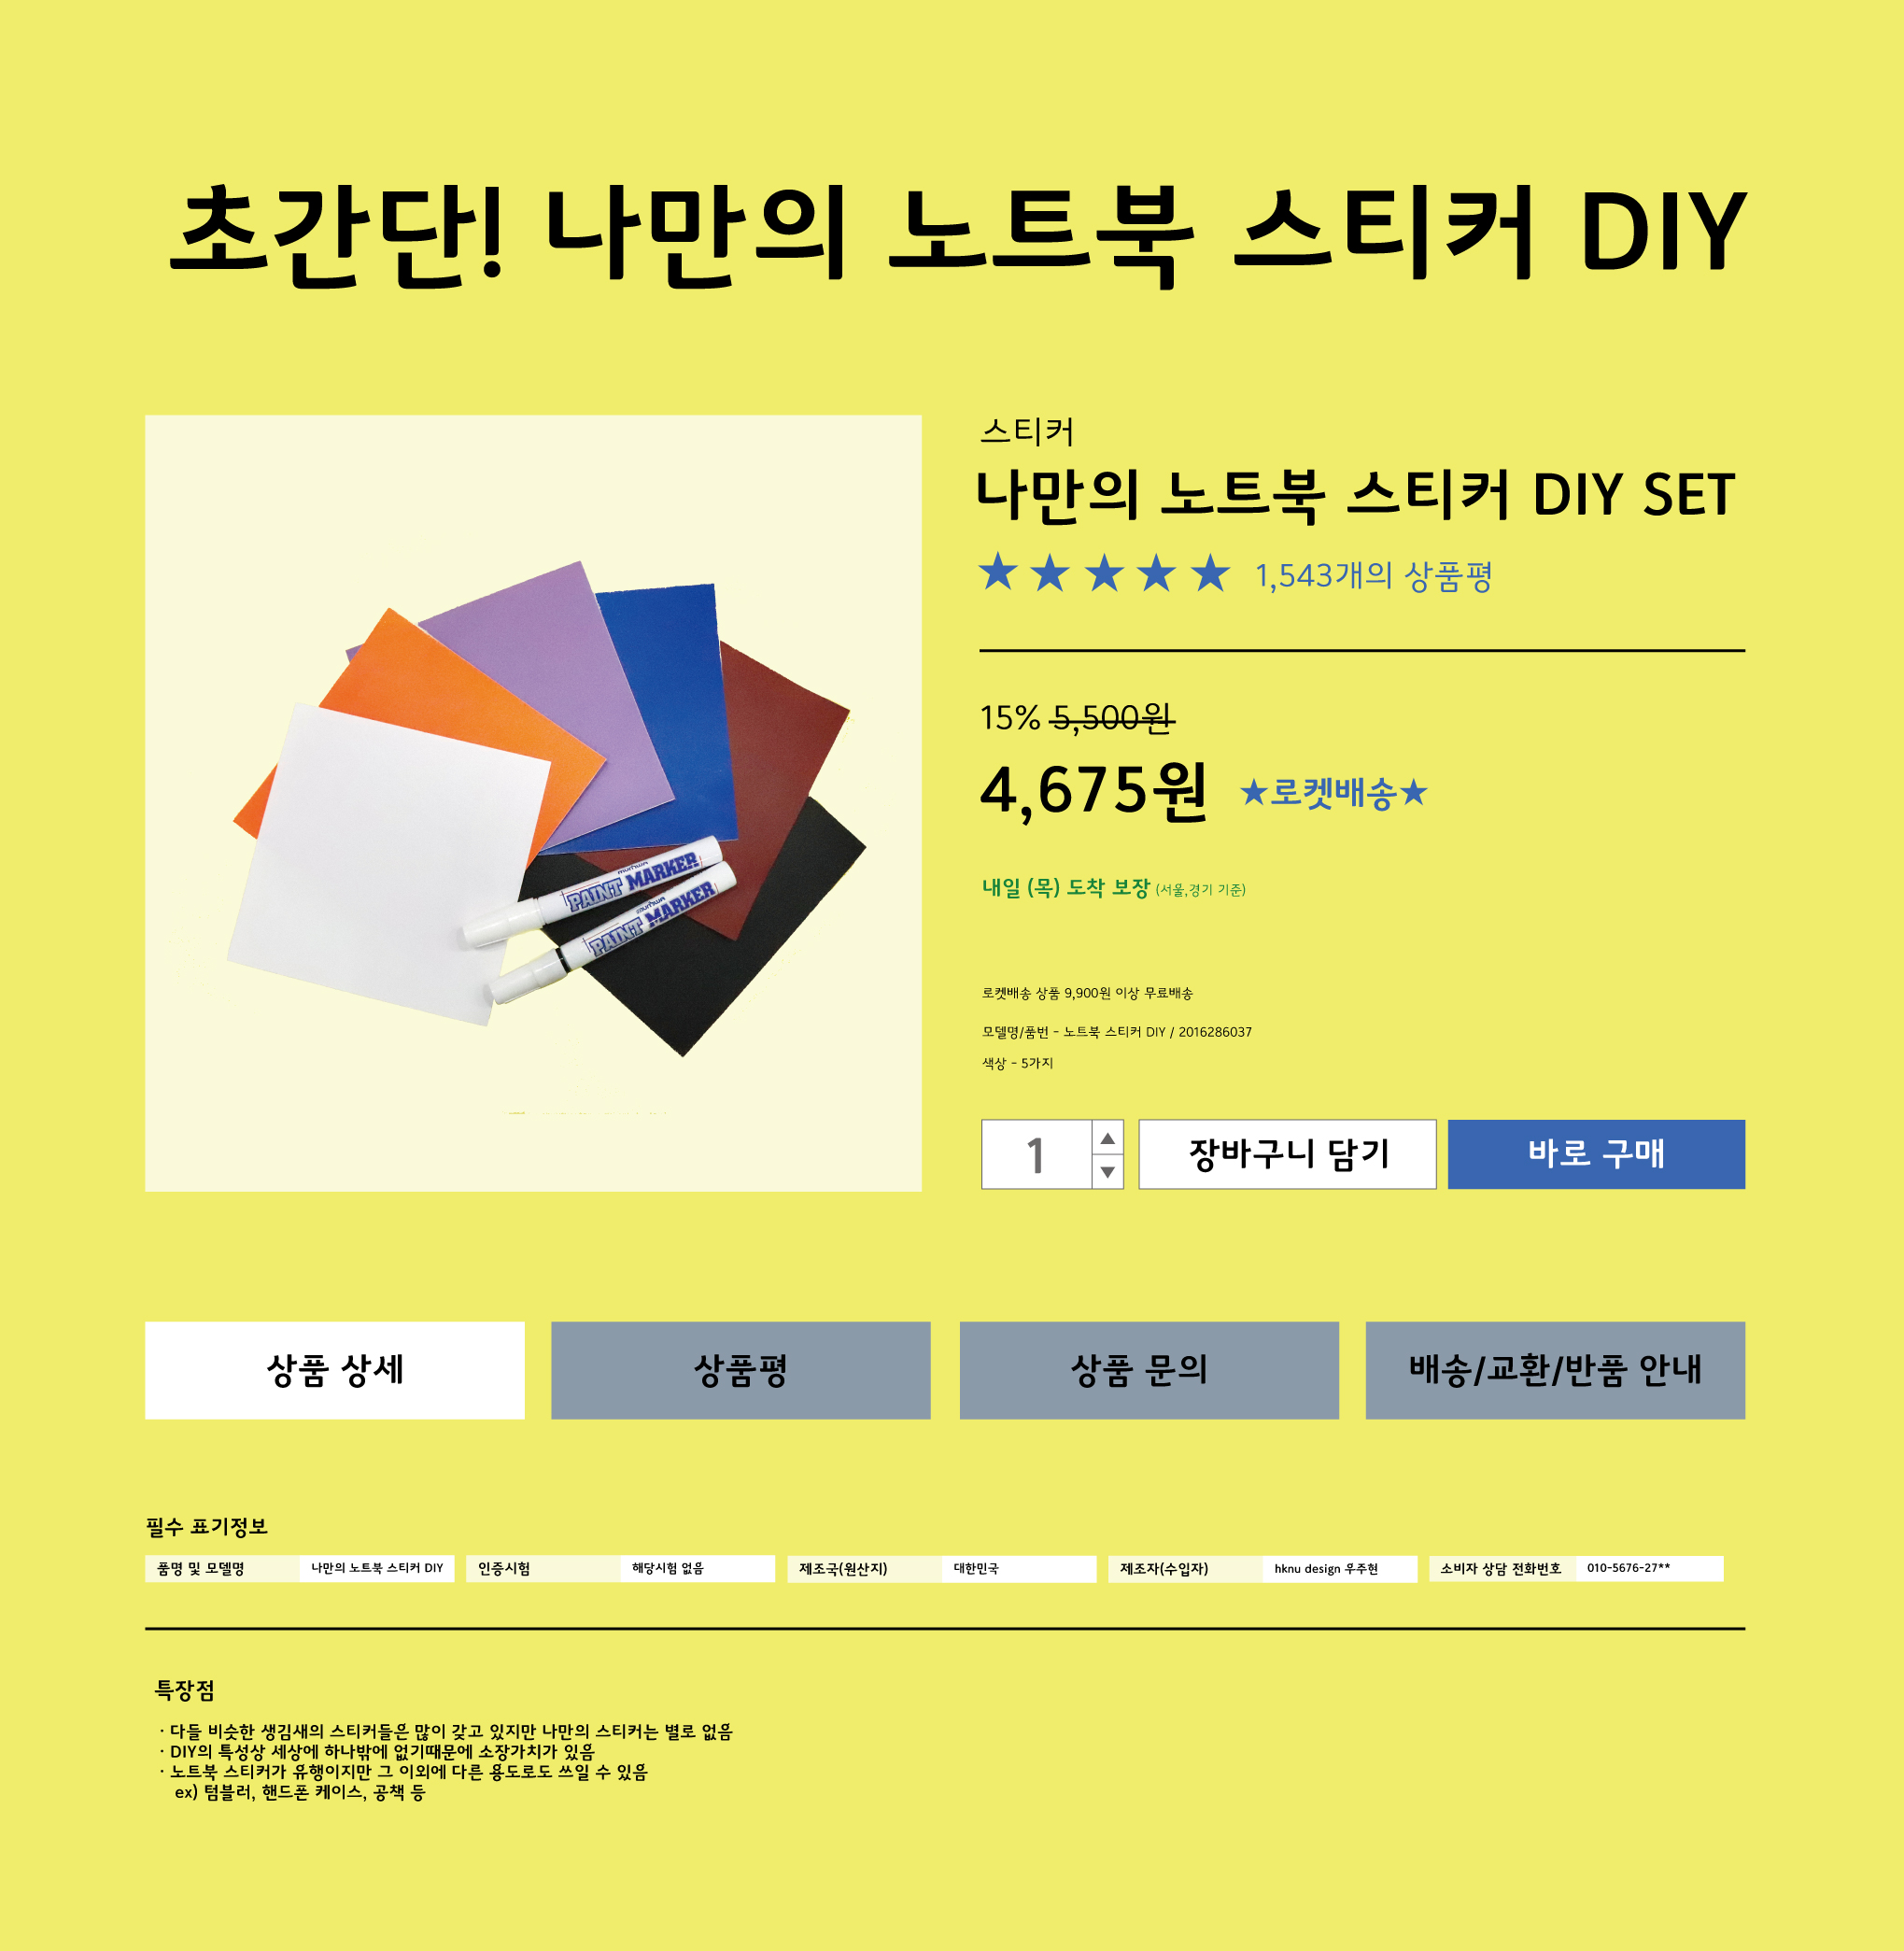 초간단! 나만의 노트북 스티커 DIY
스티커
나만의 노트북 스티커 DIY SET
★ ★ ★ ★ ★ 1,543개의 상품평
15% 5,500원
4,675원 ★로켓배송★
내일 (목) 도착 보장 (서울,경기 기준)
munhwa
PAINT MARKER
munhwa
PAINT MARKER
로켓배송 상품 9,900원 이상 무료배송
모델명/품번 - 노트북 스티커 DIY / 2016286037
색상 - 5가지
1 장바구니 담기 바로 구매
상품 상세 상품평 상품 문의 배송/교환/반품 안내
필수 표기정보
품명 및 모델명 나만의 노트북 스티커 DIY 인증시험 해당시험 없음 제조국(원산지) 대한민국 제조자(수입자) hknu design 우주현 소비자 상담 전화번호 010-5676-27**
특장점
· 다들 비슷한 생김새의 스티커들은 많이 갖고 있지만 나만의 스티커는 별로 없음
· DIY의 특성상 세상에 하나밖에 없기때문에 소장가치가 있음
· 노트북 스티커가 유행이지만 그 이외에 다른 용도로도 쓰일 수 있음
ex) 텀블러, 핸드폰 케이스, 공책 등